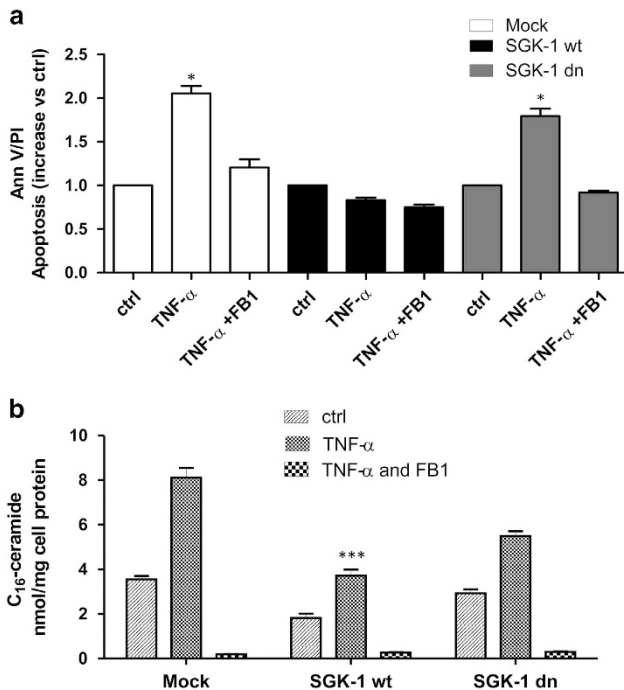 a
Mock
SGK-1 wt
SGK-1 dn
Ann V/PI
Apoptosis (increase vs ctrl)
2.5
2.0
1.5
1.0
0.5
0.0
*
*
ctrl
TNF-α
TNF-α +FB1
ctrl
TNF-α
TNF-α +FB1
ctrl
TNF-α
TNF-α +FB1
b
ctrl
TNF-α
TNF-α and FB1
C₁₆-ceramide
nmol/mg cell protein
10
8
6
4
2
0
***
Mock
SGK-1 wt
SGK-1 dn